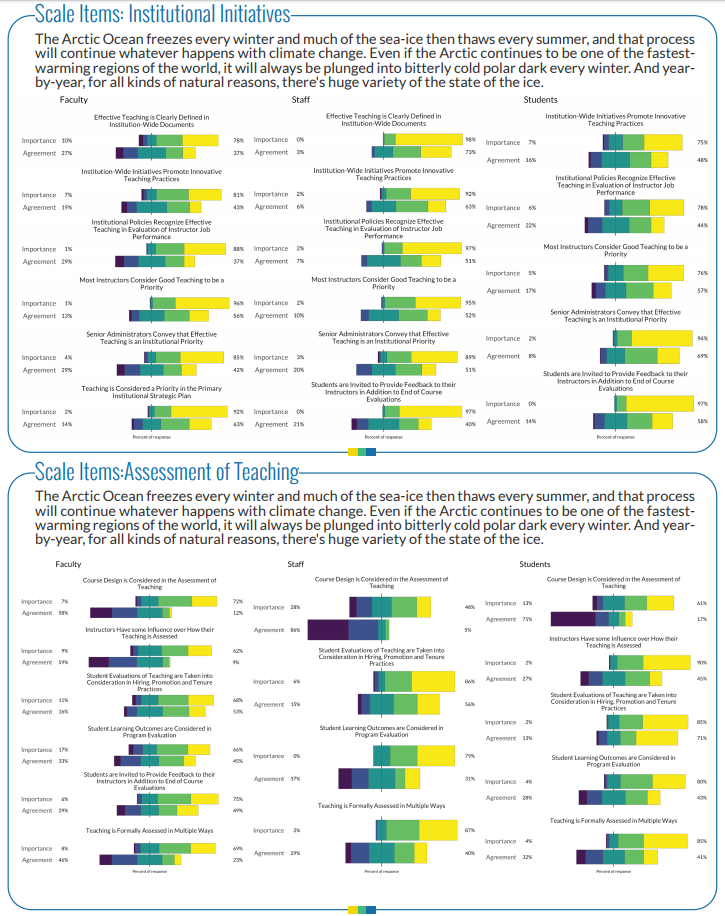 Scale Items: Institutional Initiatives
The Arctic Ocean freezes every winter and much of the sea-ice then thaws every summer, and that process
will continue whatever happens with climate change. Even if the Arctic continues to be one of the fastest-
warming regions of the world, it will always be plunged into bitterly cold polar dark every winter. And year-
by-year, for all kinds of natural reasons, there's huge variety of the state of the ice.
Faculty
Effective Teaching is Clearly Defined in
Institution-Wide Documents
Importance 10% 78%
Agreement 27% 37%
Institution-Wide Initiatives Promote Innovative
Teaching Practices
Importance 7% 81%
Agreement 19% 43%
Institutional Policies Recognize Effective
Teaching in Evaluation of Instructor Job
Performance
Importance 1% 88%
Agreement 29% 37%
Most Instructors Consider Good Teaching to be a
Priority
Importance 1% 96%
Agreement 13% 56%
Senior Administrators Convey that Effective
Teaching is an Institutional Priority
Importance 4% 85%
Agreement 29% 42%
Teaching is Considered a Priority in the Primary
Institutional Strategic Plan
Importance 2% 92%
Agreement 14% 63%
Percent of response
Staff
Effective Teaching is Clearly Defined in
Institution-Wide Documents
Importance 0% 98%
Agreement 3% 73%
Institution-Wide Initiatives Promote Innovative
Teaching Practices
Importance 2% 92%
Agreement 6% 63%
Institutional Policies Recognize Effective
Teaching in Evaluation of Instructor Job
Performance
Importance 2% 97%
Agreement 7% 51%
Most Instructors Consider Good Teaching to be a
Priority
Importance 2% 95%
Agreement 10% 52%
Senior Administrators Convey that Effective
Teaching is an Institutional Priority
Importance 3% 89%
Agreement 20% 51%
Students are Invited to Provide Feedback to their
Instructors in Addition to End of Course
Evaluations
Importance 0% 97%
Agreement 21% 40%
Percent of response
Students
Institution-Wide Initiatives Promote Innovative
Teaching Practices
Importance 7% 75%
Agreement 16% 48%
Institutional Policies Recognize Effective
Teaching in Evaluation of Instructor Job
Performance
Importance 6% 78%
Agreement 22% 44%
Most Instructors Consider Good Teaching to be a
Priority
Importance 5% 76%
Agreement 17% 57%
Senior Administrators Convey that Effective
Teaching is an Institutional Priority
Importance 2% 94%
Agreement 8% 69%
Students are Invited to Provide Feedback to their
Instructors in Addition to End of Course
Evaluations
Importance 0% 97%
Agreement 14% 58%
Percent of response
Scale Items:Assessment of Teaching
The Arctic Ocean freezes every winter and much of the sea-ice then thaws every summer, and that process
will continue whatever happens with climate change. Even if the Arctic continues to be one of the fastest-
warming regions of the world, it will always be plunged into bitterly cold polar dark every winter. And year-
by-year, for all kinds of natural reasons, there's huge variety of the state of the ice.
Faculty
Course Design is Considered in the Assessment of
Teaching
Importance 7% 72%
Agreement 58% 12%
Instructors Have some Influence over How their
Teaching is Assessed
Importance 9% 62%
Agreement 59% 9%
Student Evaluations of Teaching are Taken into
Consideration in Hiring, Promotion and Tenure
Practices
Importance 11% 68%
Agreement 16% 53%
Student Learning Outcomes are Considered in
Program Evaluation
Importance 17% 66%
Agreement 33% 45%
Students are Invited to Provide Feedback to their
Instructors in Addition to End of Course
Evaluations
Importance 4% 75%
Agreement 29% 49%
Teaching is Formally Assessed in Multiple Ways
Importance 8% 69%
Agreement 46% 23%
Percent of response
Staff
Course Design is Considered in the Assessment of
Teaching
Importance 28% 48%
Agreement 86% 5%
Student Evaluations of Teaching are Taken into
Consideration in Hiring, Promotion and Tenure
Practices
Importance 6% 86%
Agreement 15% 56%
Student Learning Outcomes are Considered in
Program Evaluation
Importance 0% 79%
Agreement 37% 31%
Teaching is Formally Assessed in Multiple Ways
Importance 2% 87%
Agreement 29% 40%
Percent of response
Students
Course Design is Considered in the Assessment of
Teaching
Importance 13% 61%
Agreement 71% 17%
Instructors Have some Influence over How their
Teaching is Assessed
Importance 2% 90%
Agreement 27% 45%
Student Evaluations of Teaching are Taken into
Consideration in Hiring, Promotion and Tenure
Practices
Importance 2% 85%
Agreement 13% 71%
Student Learning Outcomes are Considered in
Program Evaluation
Importance 4% 80%
Agreement 28% 43%
Teaching is Formally Assessed in Multiple Ways
Importance 4% 85%
Agreement 32% 41%
Percent of response